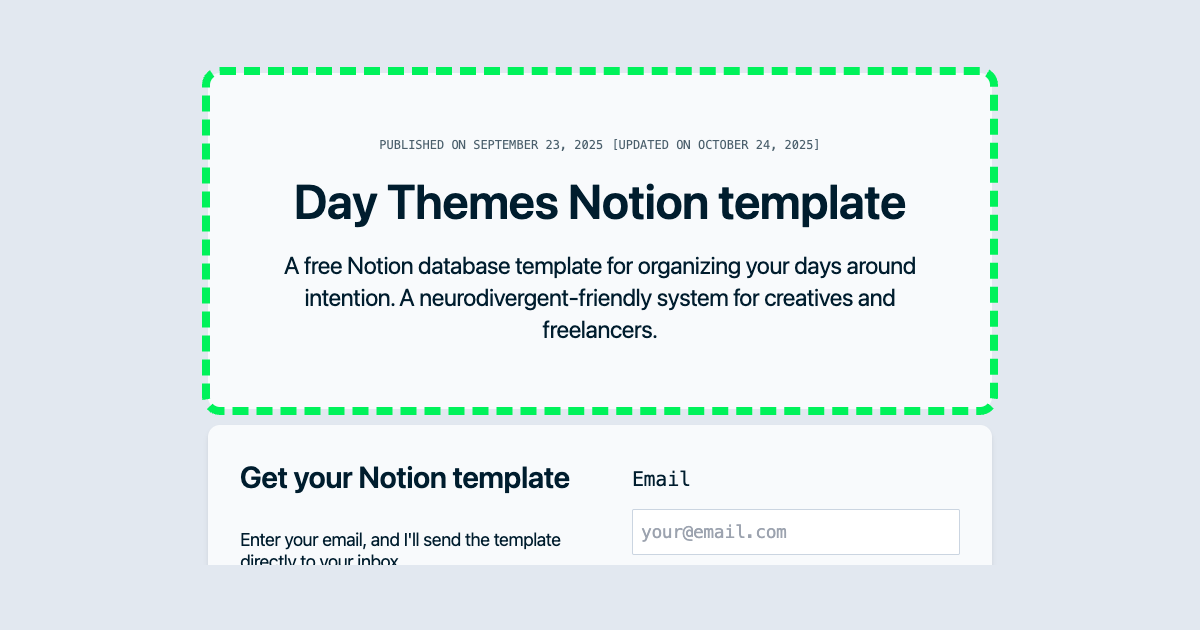 PUBLISHED ON SEPTEMBER 23, 2025 [UPDATED ON OCTOBER 24, 2025]
Day Themes Notion template
A free Notion database template for organizing your days around
intention. A neurodivergent-friendly system for creatives and
freelancers.
Get your Notion template
Enter your email, and I'll send the template
directly to your inbox.
Email
your@email.com